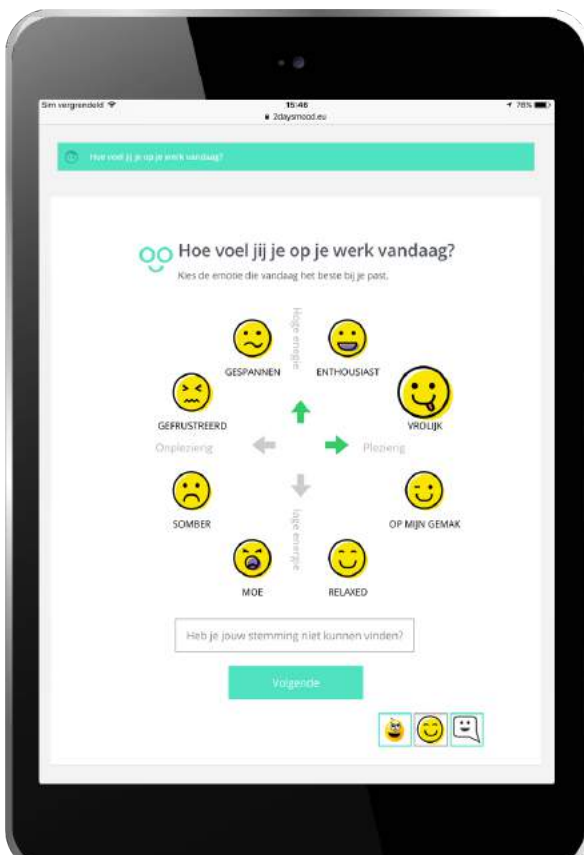 Sim vergrendeld
15:46
78%
2daysmood.eu
Hoe voel jij je op je werk vandaag?
Hoe voel jij je op je werk vandaag?
Kies de emotie die vandaag het beste bij je past.
Hoge enegie
GESPANNEN
ENTHOUSIAST
GEFRUSTREERD
VROLIJK
Onplezierig
Plezierig
SOMBER
OP MIJN GEMAK
lage energie
MOE
RELAXED
Heb je jouw stemming niet kunnen vinden?
Volgende